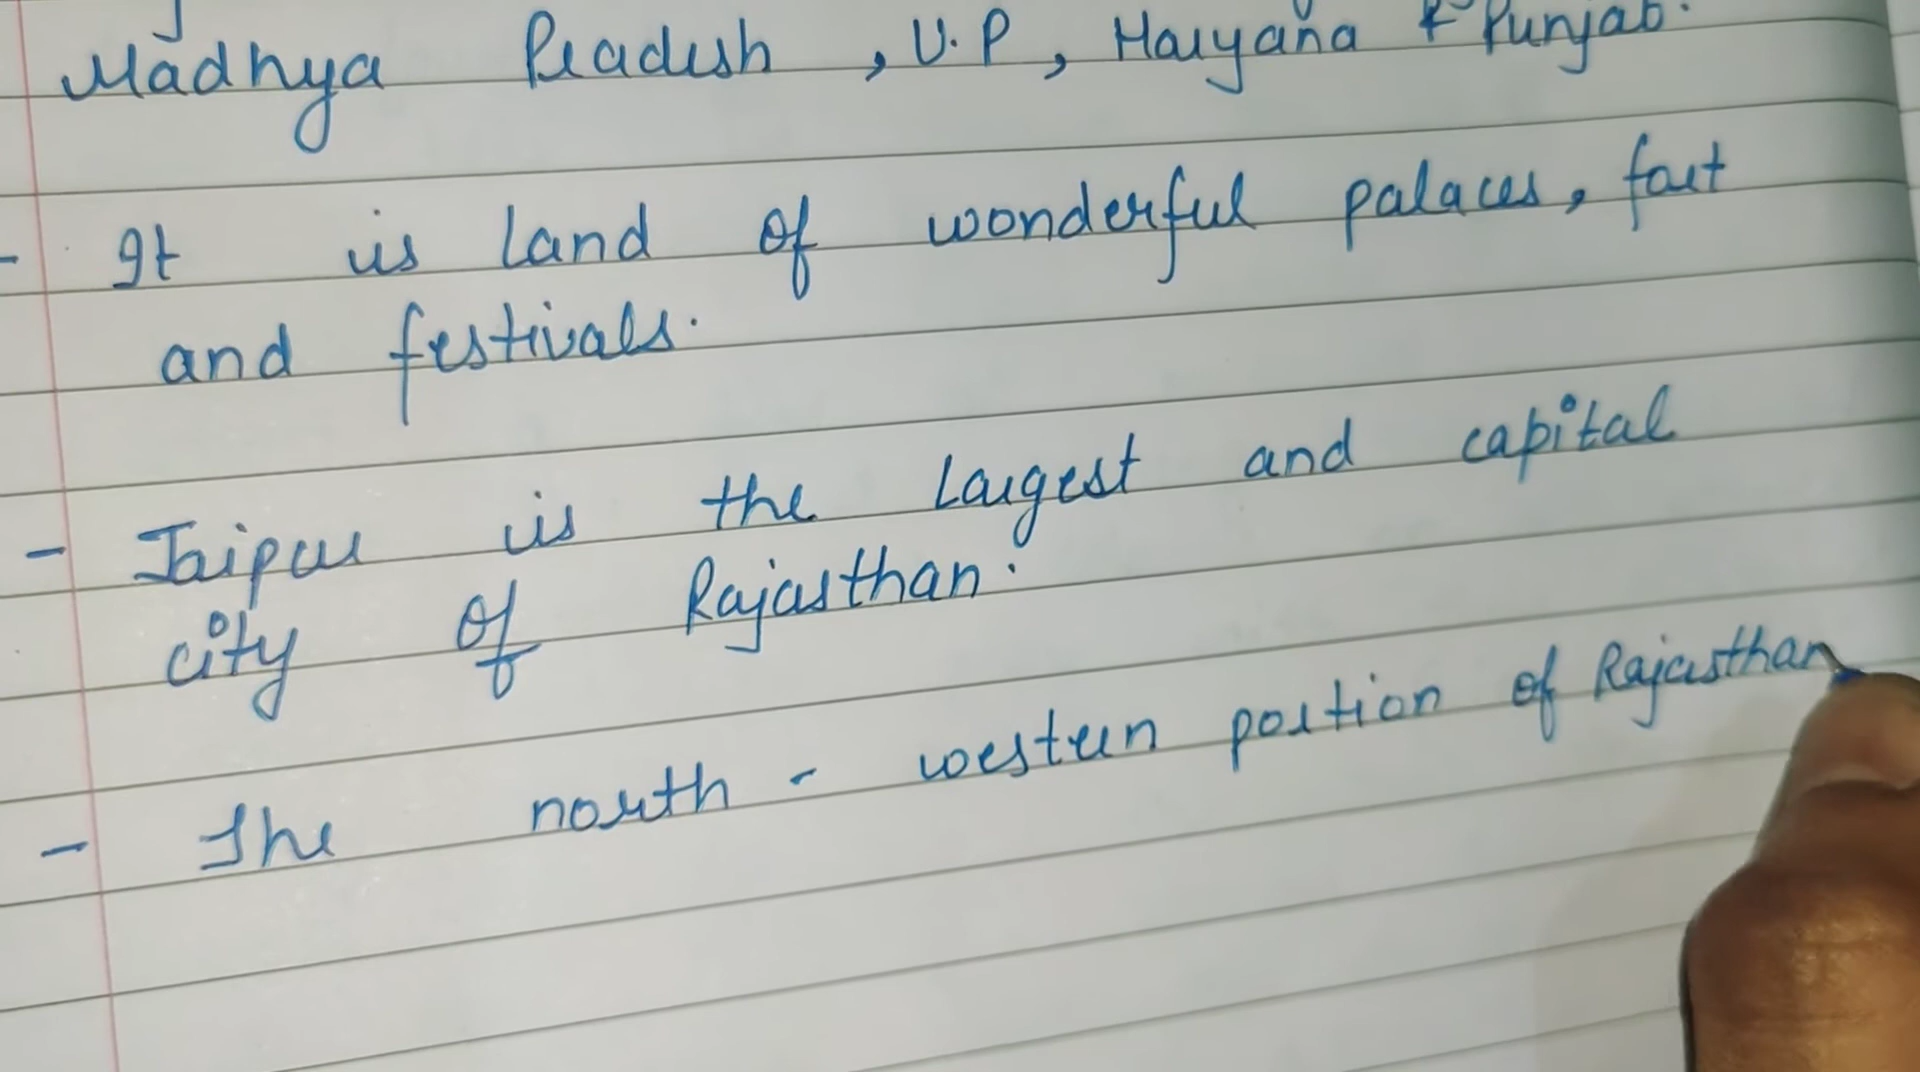 Madhya Pradesh, U.P, Haryana & Punjab.
- It is land of wonderful palaces, fort
and festivals.
- Jaipur is the largest and capital
city of Rajasthan.
- The north - western portion of Rajasthan